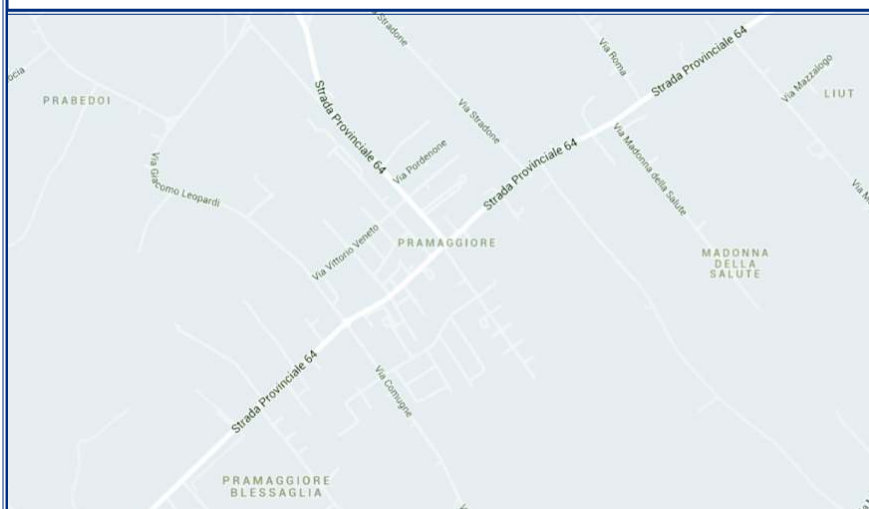 Via Stradone
Strada Provinciale 64
Via Roma
ocia
Via Mazzalogo
PRABEDOI
LIUT
Strada Provinciale 64
Via Stradone
Via Madonna della Salute
Strada Provinciale 64
Via Pordenone
Via Giacomo Leopardi
Via Vittorio Veneto
PRAMAGGIORE
MADONNA
DELLA
SALUTE
Strada Provinciale 64
Via Comugne
PRAMAGGIORE
BLESSAGLIA